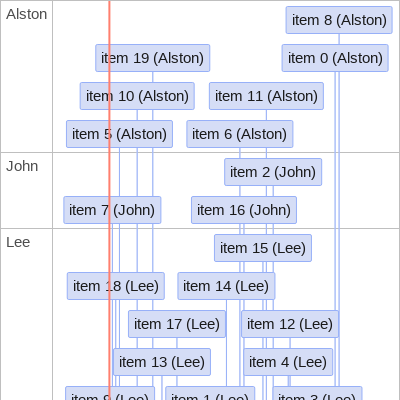 Alston
item 8 (Alston)
item 19 (Alston)
item 0 (Alston)
item 10 (Alston)
item 11 (Alston)
item 5 (Alston)
item 6 (Alston)
John
item 2 (John)
item 7 (John)
item 16 (John)
Lee
item 15 (Lee)
item 18 (Lee)
item 14 (Lee)
item 17 (Lee)
item 12 (Lee)
item 13 (Lee)
item 4 (Lee)
item 9 (Lee)
item 1 (Lee)
item 3 (Lee)